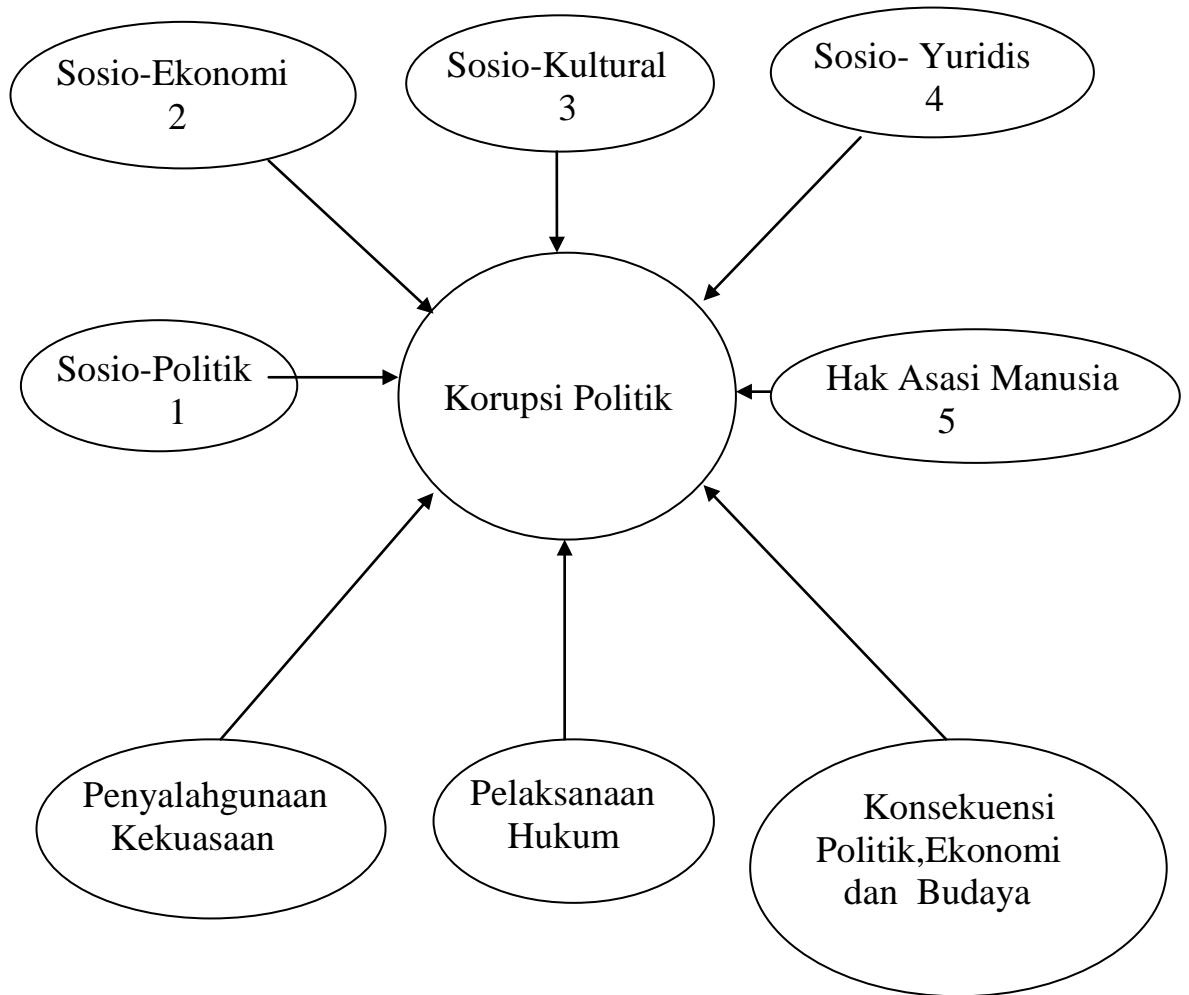 Sosio-Ekonomi
2
Sosio-Kultural
3
Sosio- Yuridis
4
Sosio-Politik
1
Korupsi Politik
Hak Asasi Manusia
5
Penyalahgunaan
Kekuasaan
Pelaksanaan
Hukum
Konsekuensi
Politik,Ekonomi
dan Budaya